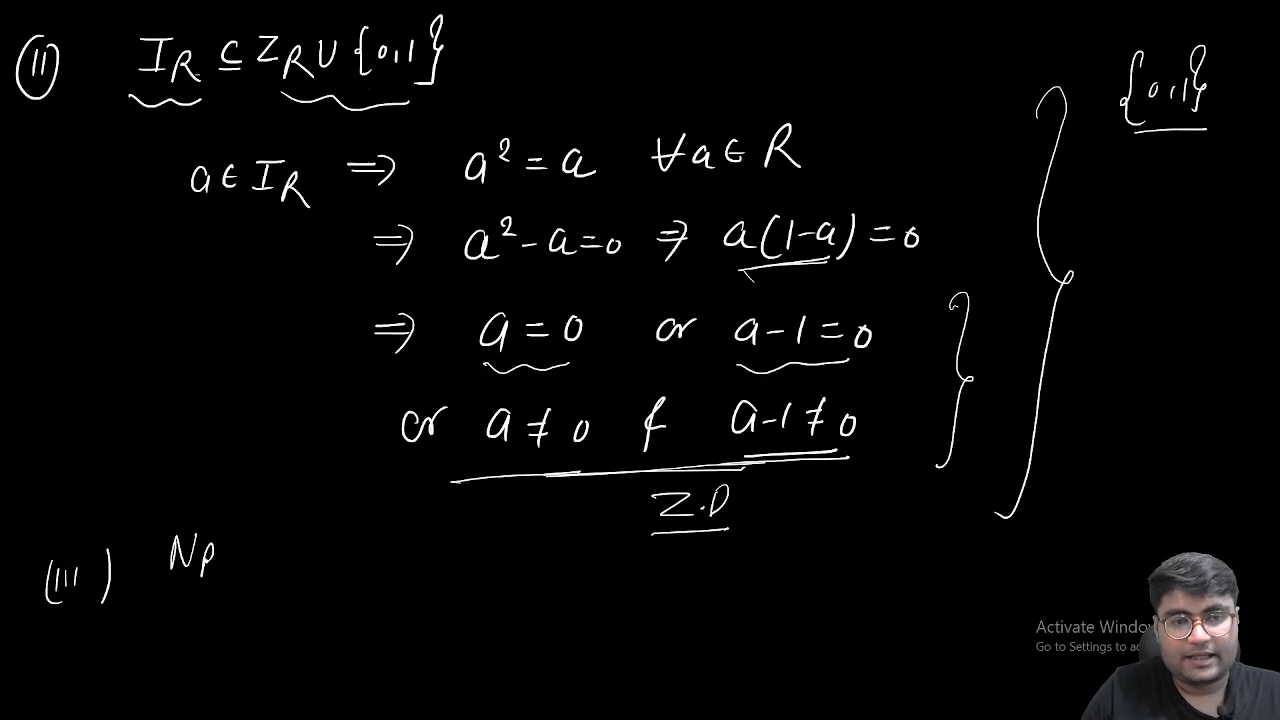 (II) I_R ⊆ Z_R ∪ {0,1}
{0,1}
a ∈ I_R ⇒ a² = a ∀ a ∈ R
⇒ a² - a = 0 ⇒ a(1-a) = 0
⇒ a = 0 or a - 1 = 0
or a ≠ 0 & a - 1 ≠ 0
Z.D
(III) Np
Activate Windo
Go to Settings to ac